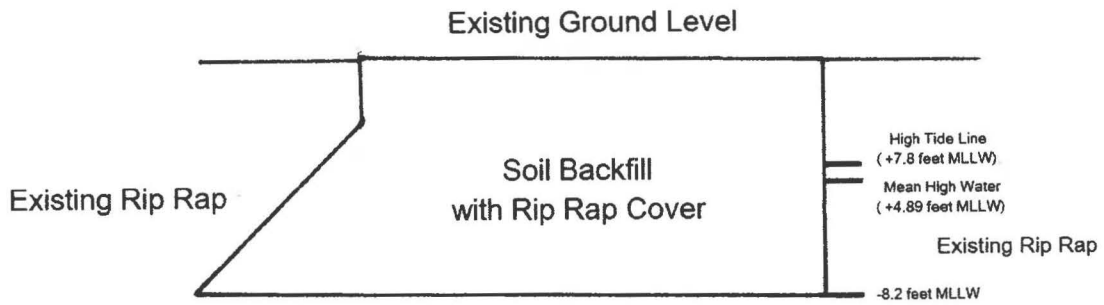 Existing Ground Level
High Tide Line
( +7.8 feet MLLW)
Soil Backfill
with Rip Rap Cover
Existing Rip Rap
Mean High Water
( +4.89 feet MLLW)
Existing Rip Rap
-8.2 feet MLLW